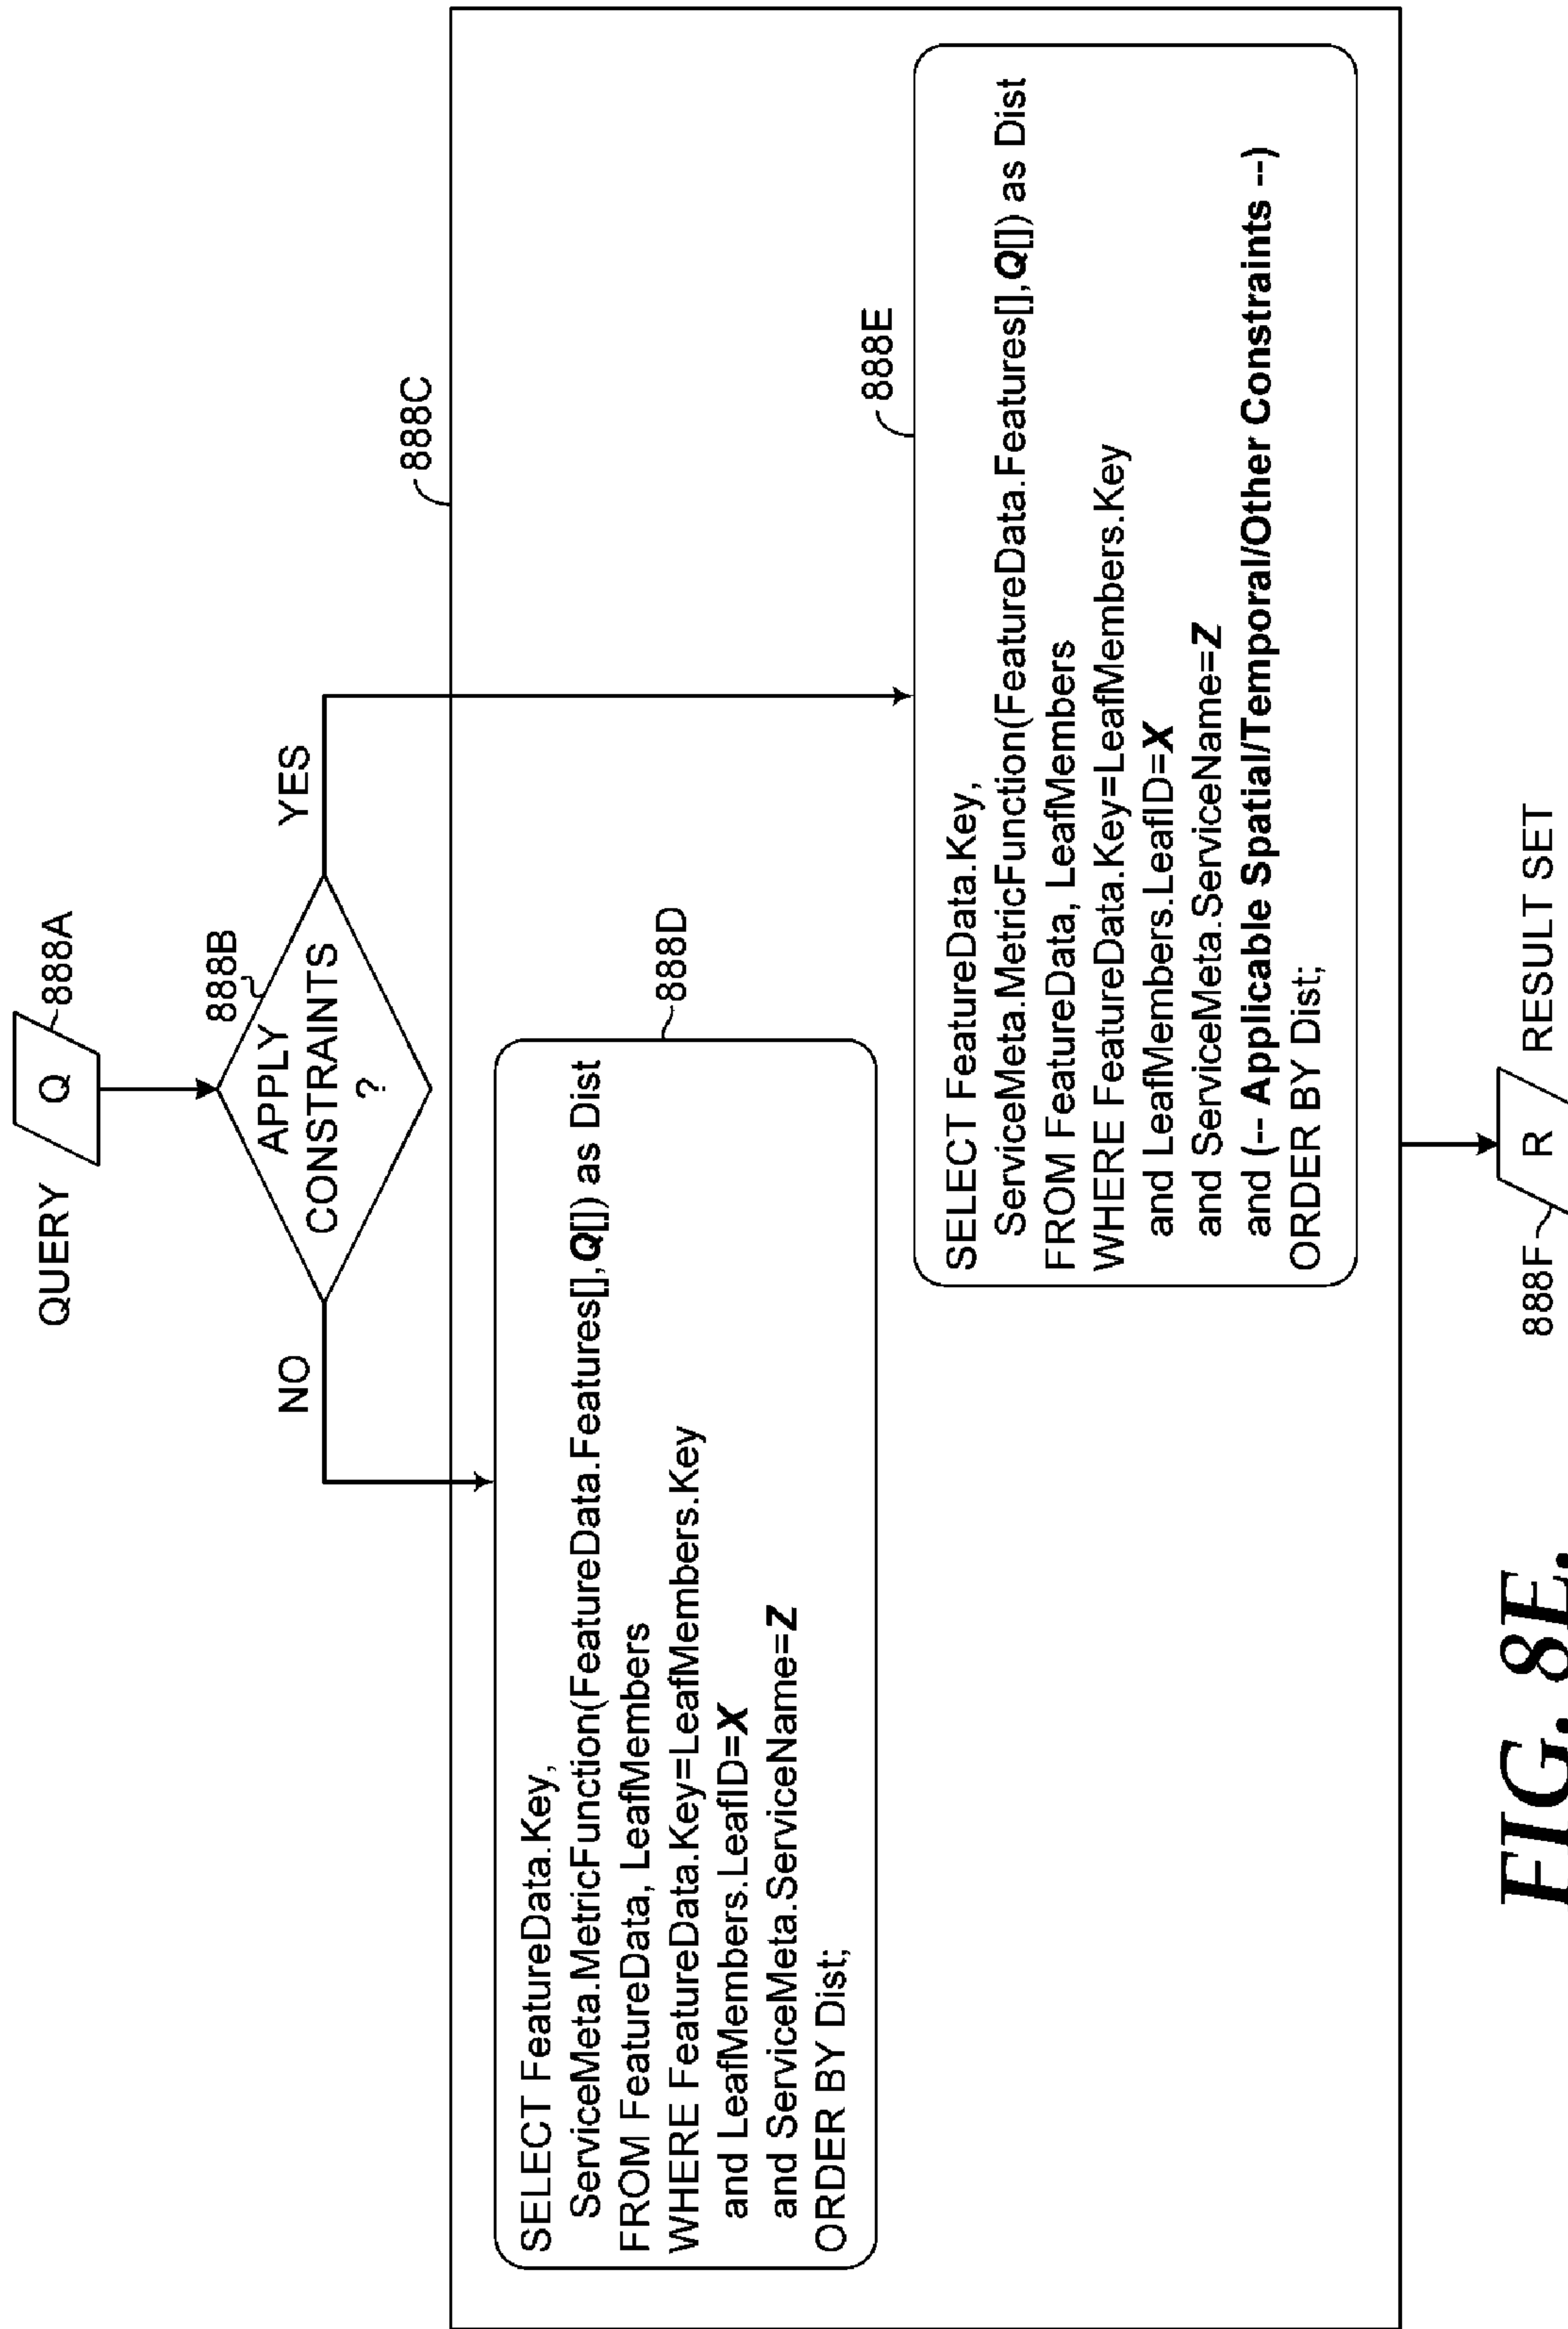 QUERY
Q
888A
888B
APPLY
CONSTRAINTS
?
NO
YES
888C
SELECT FeatureData.Key,
ServiceMeta.MetricFunction(FeatureData.Features[],Q[]) as Dist
FROM FeatureData, LeafMembers
WHERE FeatureData.Key=LeafMembers.Key
and LeafMembers.LeafID=X
and ServiceMeta.ServiceName=Z
ORDER BY Dist;
888D
888E
SELECT FeatureData.Key,
ServiceMeta.MetricFunction(FeatureData.Features[],Q[]) as Dist
FROM FeatureData, LeafMembers
WHERE FeatureData.Key=LeafMembers.Key
and LeafMembers.LeafID=X
and ServiceMeta.ServiceName=Z
and (-- Applicable Spatial/Temporal/Other Constraints --)
ORDER BY Dist;
888F
R
RESULT SET
FIG. 8E.